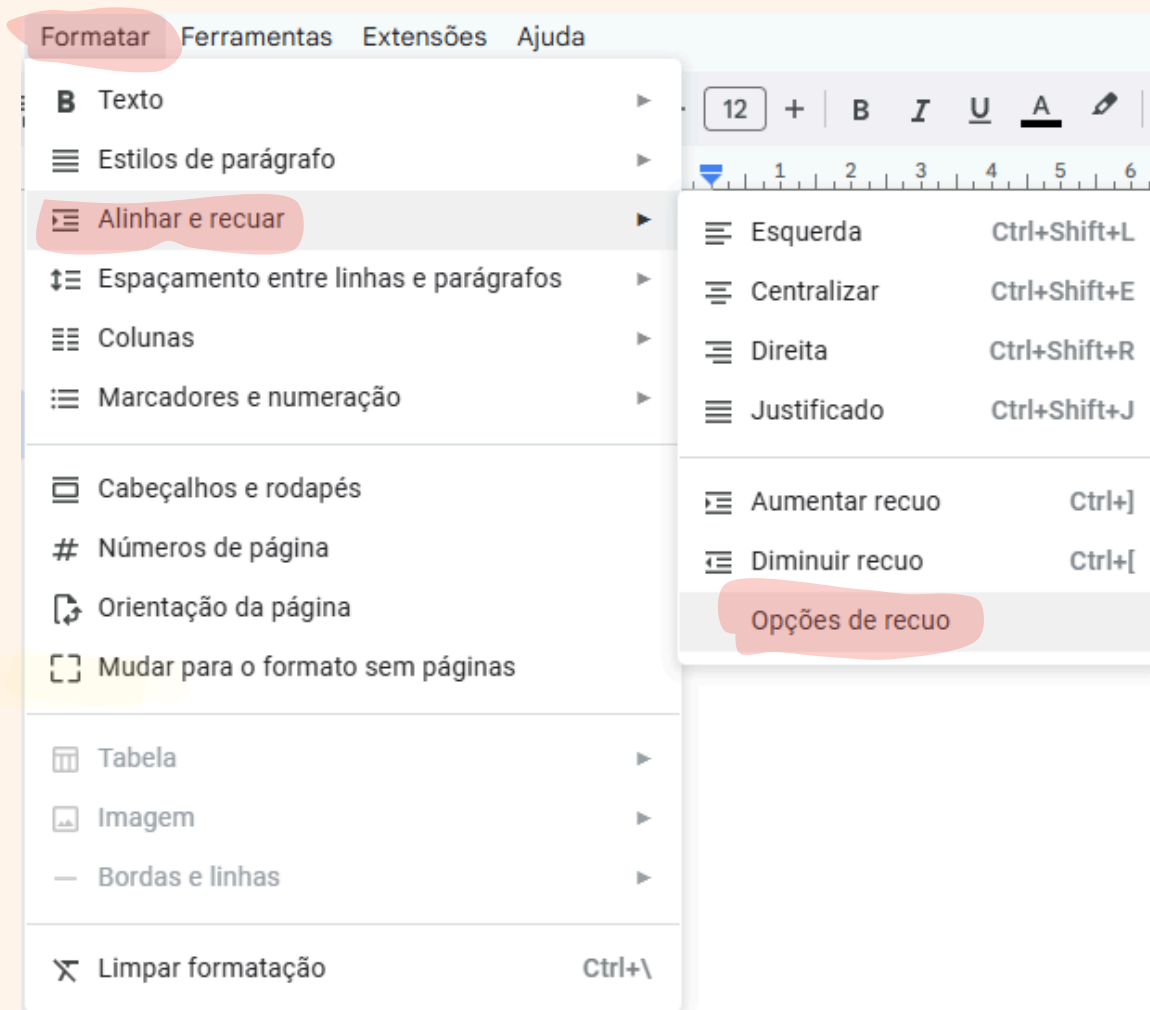 Formatar Ferramentas Extensões Ajuda
B Texto
Estilos de parágrafo
Alinhar e recuar
Espaçamento entre linhas e parágrafos
Colunas
Marcadores e numeração
Cabeçalhos e rodapés
# Números de página
Orientação da página
Mudar para o formato sem páginas
Tabela
Imagem
Bordas e linhas
Limpar formatação Ctrl+\
12 + B I U A
1 2 3 4 5 6
Esquerda Ctrl+Shift+L
Centralizar Ctrl+Shift+E
Direita Ctrl+Shift+R
Justificado Ctrl+Shift+J
Aumentar recuo Ctrl+]
Diminuir recuo Ctrl+[
Opções de recuo